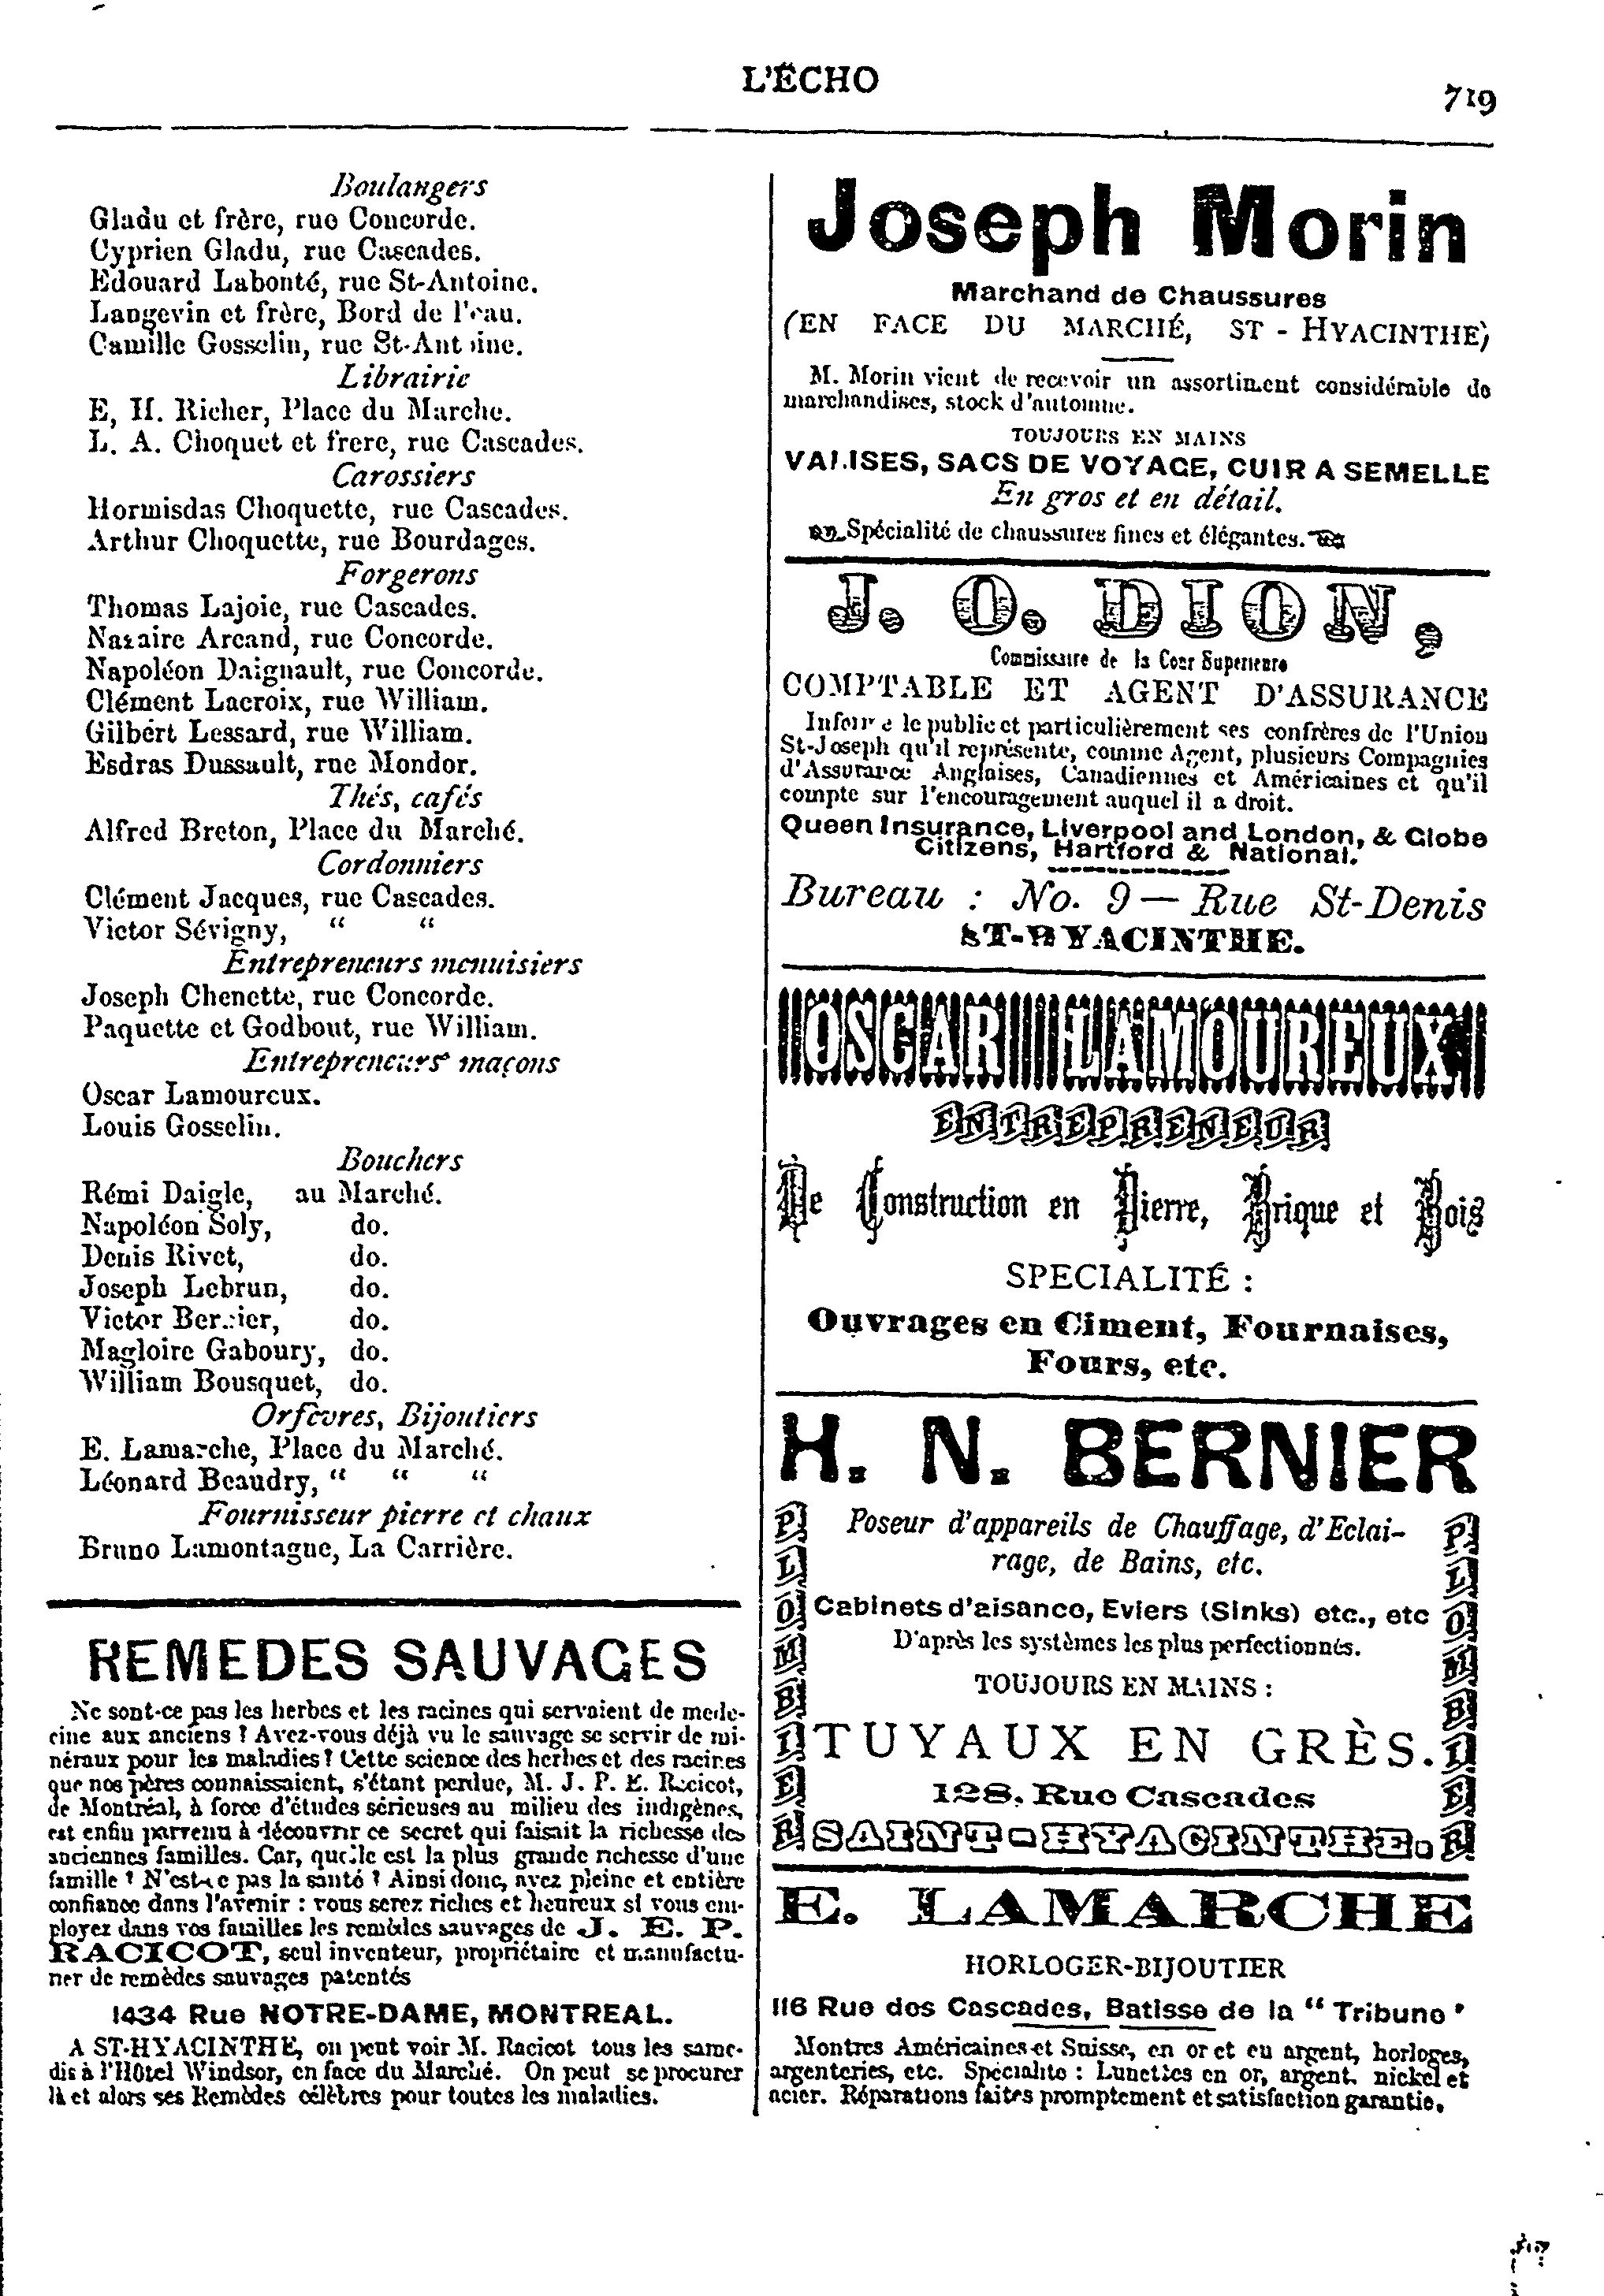 L'ÉCHO
719
Boulangers
Gladu et frère, rue Concorde.
Cyprien Gladu, rue Cascades.
Edouard Labonté, rue St-Antoine.
Langevin et frère, Bord de l'eau.
Camille Gosselin, rue St-Antoine.
Librairie
E, H. Richer, Place du Marche.
L. A. Choquet et frere, rue Cascades.
Carossiers
Hormisdas Choquette, rue Cascades.
Arthur Choquette, rue Bourdages.
Forgerons
Thomas Lajoie, rue Cascades.
Nazaire Arcand, rue Concorde.
Napoléon Daignault, rue Concorde.
Clément Lacroix, rue William.
Gilbert Lessard, rue William.
Esdras Dussault, rue Mondor.
Thés, cafés
Alfred Breton, Place du Marché.
Cordonniers
Clément Jacques, rue Cascades.
Victor Sévigny, “ “
Entrepreneurs menuisiers
Joseph Chenette, rue Concorde.
Paquette et Godbout, rue William.
Entrepreneurs maçons
Oscar Lamoureux.
Louis Gosselin.
Bouchers
Rémi Daigle, au Marché.
Napoléon Soly, do.
Denis Rivet, do.
Joseph Lebrun, do.
Victor Bernier, do.
Magloire Gaboury, do.
William Bousquet, do.
Orfèvres, Bijoutiers
E. Lamarche, Place du Marché.
Léonard Beaudry, “ “ “
Fournisseur pierre et chaux
Bruno Lamontague, La Carrière.
REMEDES SAUVAGES
Ne sont-ce pas les herbes et les racines qui servaient de mede-
cine aux anciens ? Avez-vous déjà vu le sauvage se servir de mi-
néraux pour les maladies ? Cette science des herbes et des racines
que nos pères connaissaient, s'étant perdue, M. J. P. E. Racicot,
de Montréal, à force d'études sérieuses au milieu des indigènes,
est enfin parvenu à découvrir ce secret qui faisait la richesse des
anciennes familles. Car, quelle est la plus grande richesse d'une
famille ? N'est-ce pas la santé ? Ainsi donc, ayez pleine et entière
confiance dans l'avenir : vous serez riches et heureux si vous em-
ployez dans vos familles les remèdes sauvages de J. E. P.
RACICOT, seul inventeur, propriétaire et manufactu-
rier de remèdes sauvages patentés
1434 Rue NOTRE-DAME, MONTREAL.
A ST-HYACINTHE, on peut voir M. Racicot tous les same-
dis à l'Hôtel Windsor, en face du Marché. On peut se procurer
là et alors ses Remèdes célèbres pour toutes les maladies.
Joseph Morin
Marchand de Chaussures
(EN FACE DU MARCHÉ, ST - HYACINTHE)
M. Morin vient de recevoir un assortiment considérable de
marchandises, stock d'automne.
TOUJOURS EN MAINS
VALISES, SACS DE VOYAGE, CUIR A SEMELLE
En gros et en détail.
Spécialité de chaussures fines et élégantes.
J. O. DION,
Commissaire de la Cour Superieure
COMPTABLE ET AGENT D'ASSURANCE
Informe le public et particulièrement ses confrères de l'Union
St-Joseph qu'il représente, comme Agent, plusieurs Compagnies
d'Assurance Anglaises, Canadiennes et Américaines et qu'il
compte sur l'encouragement auquel il a droit.
Queen Insurance, Liverpool and London, & Globe
Citizens, Hartford & National.
Bureau : No. 9 — Rue St-Denis
ST-HYACINTHE.
OSCAR LAMOUREUX
ENTREPRENEUR
De Construction en Pierre, Brique et Bois
SPECIALITÉ :
Ouvrages en Ciment, Fournaises,
Fours, etc.
H. N. BERNIER
PLOMBIER
Poseur d'appareils de Chauffage, d'Eclai-
rage, de Bains, etc.
Cabinets d'aisance, Eviers (Sinks) etc., etc
D'après les systèmes les plus perfectionnés.
TOUJOURS EN MAINS :
TUYAUX EN GRÈS.
128, Rue Cascades
SAINT-HYACINTHE.
PLOMBIER
E. LAMARCHE
HORLOGER-BIJOUTIER
116 Rue des Cascades, Batisse de la “ Tribune '
Montres Américaines et Suisse, en or et en argent, horloges,
argenteries, etc. Spécialite : Lunettes en or, argent, nickel et
acier. Réparations faites promptement et satisfaction garantie.